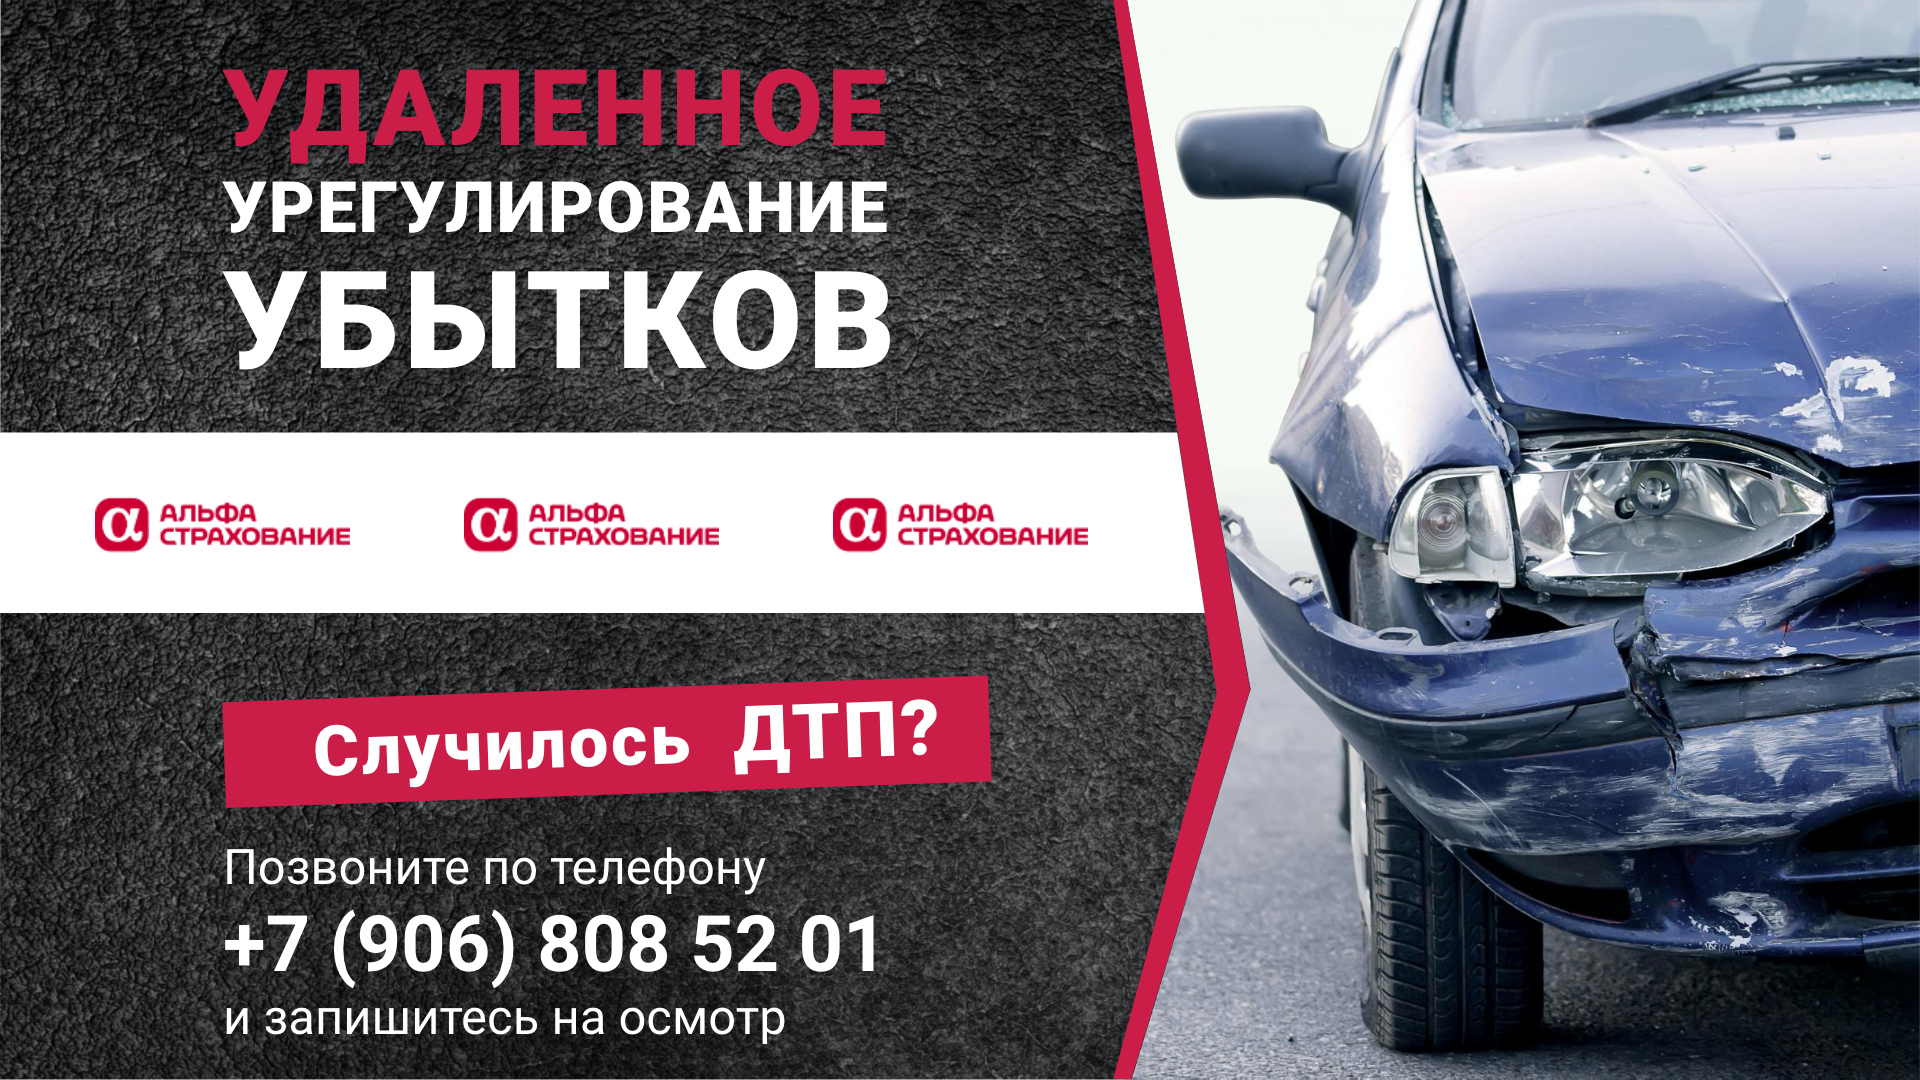 УДАЛЕННОЕ
УРЕГУЛИРОВАНИЕ
УБЫТКОВ
АЛЬФА
СТРАХОВАНИЕ
АЛЬФА
СТРАХОВАНИЕ
АЛЬФА
СТРАХОВАНИЕ
Случилось ДТП?
Позвоните по телефону
+7 (906) 808 52 01
и запишитесь на осмотр